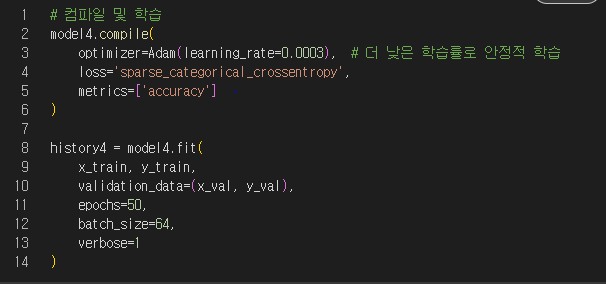 1 # 컴파일 및 학습
2 model4.compile(
3     optimizer=Adam(learning_rate=0.0003),  # 더 낮은 학습률로 안정적 학습
4     loss='sparse_categorical_crossentropy',
5     metrics=['accuracy']
6 )
7
8 history4 = model4.fit(
9     x_train, y_train,
10     validation_data=(x_val, y_val),
11     epochs=50,
12     batch_size=64,
13     verbose=1
14 )